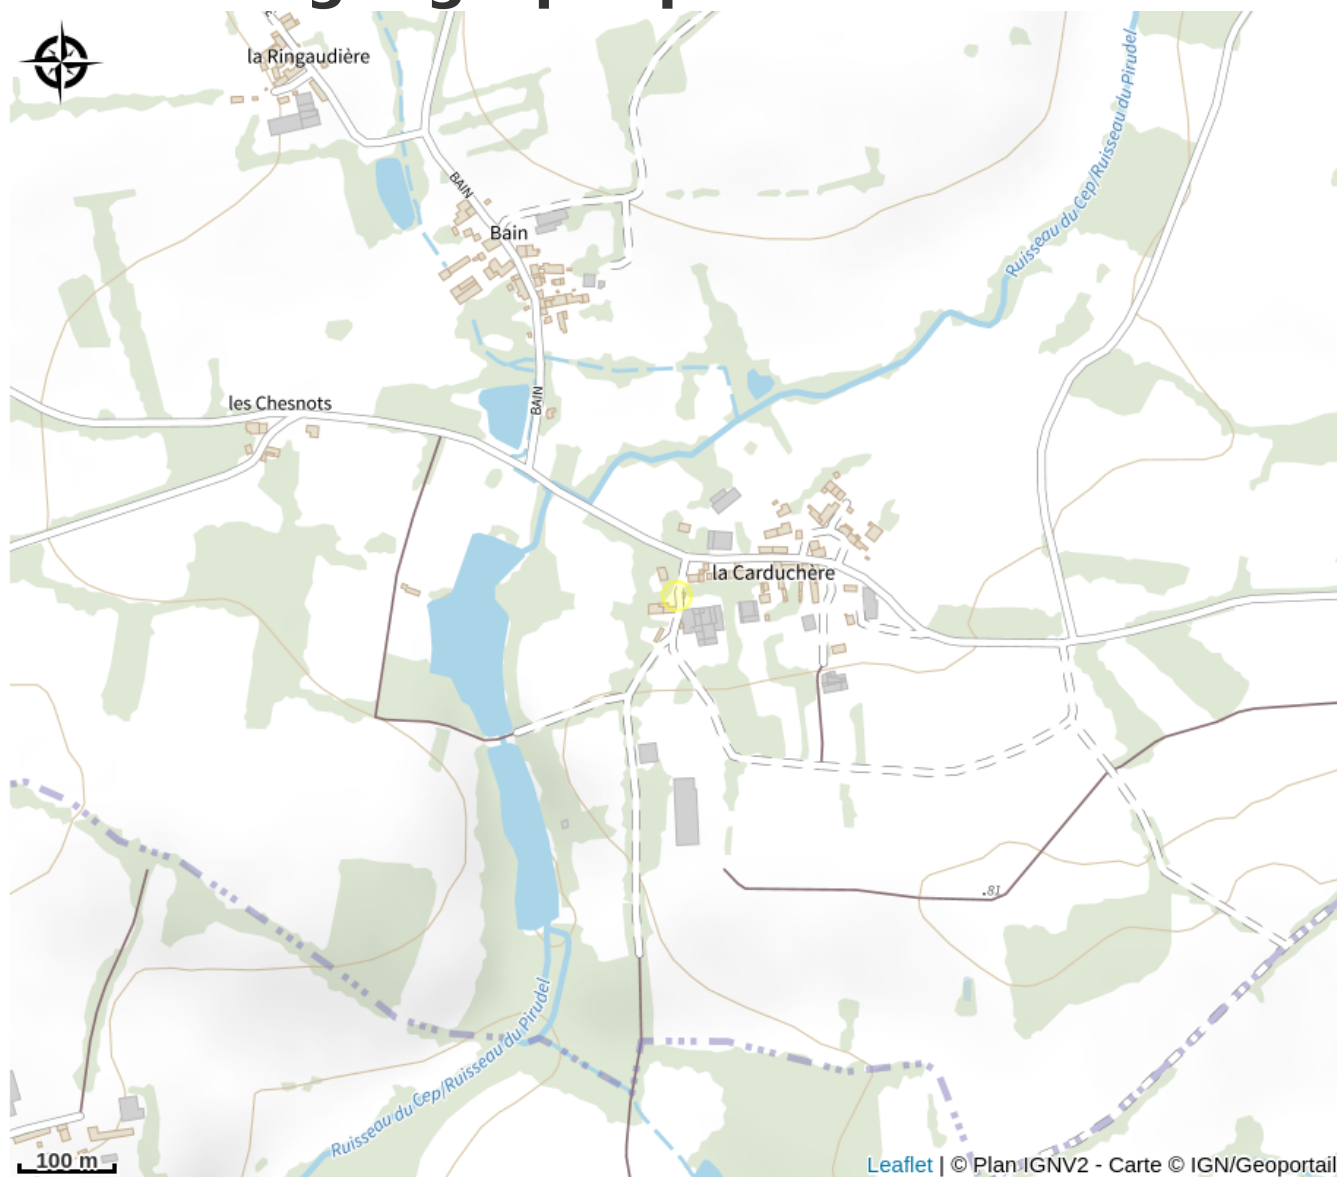 la Ringaudière
BAIN
Bain
Ruisseau du Cep/Ruisseau du Pirudel
les Chesnots
BAIN
la Carduchère
.81
Ruisseau du Cep/Ruisseau du Pirudel
100 m
Leaflet | © Plan IGNV2 - Carte © IGN/Geoportail